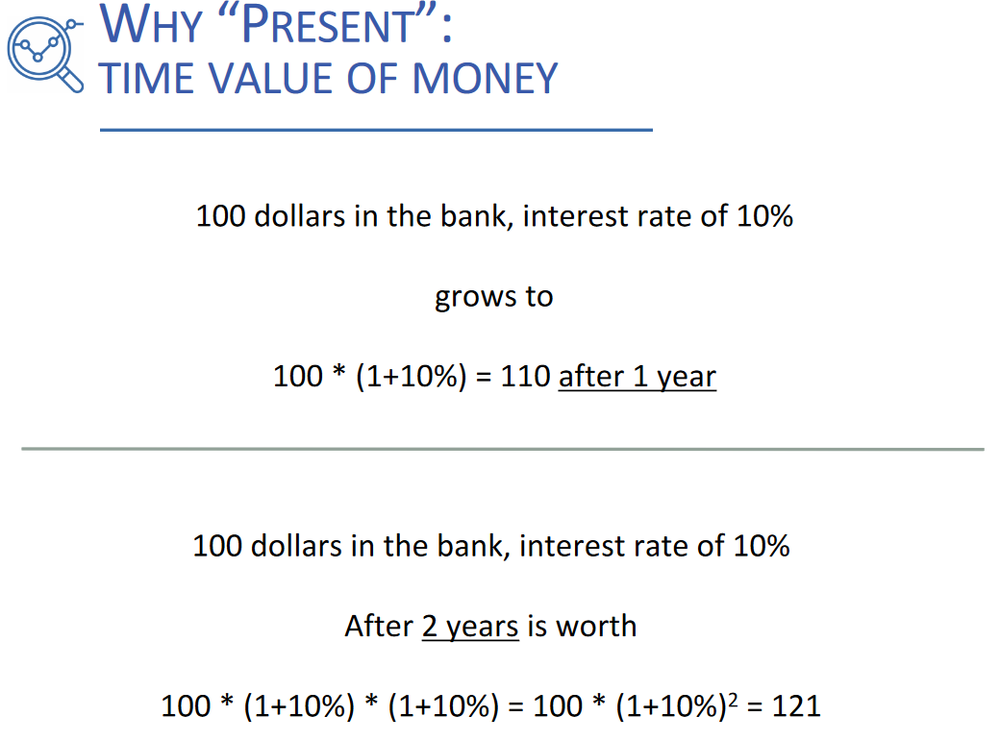 WHY “PRESENT”:
TIME VALUE OF MONEY
100 dollars in the bank, interest rate of 10%
grows to
100 * (1+10%) = 110 after 1 year
100 dollars in the bank, interest rate of 10%
After 2 years is worth
100 * (1+10%) * (1+10%) = 100 * (1+10%)² = 121